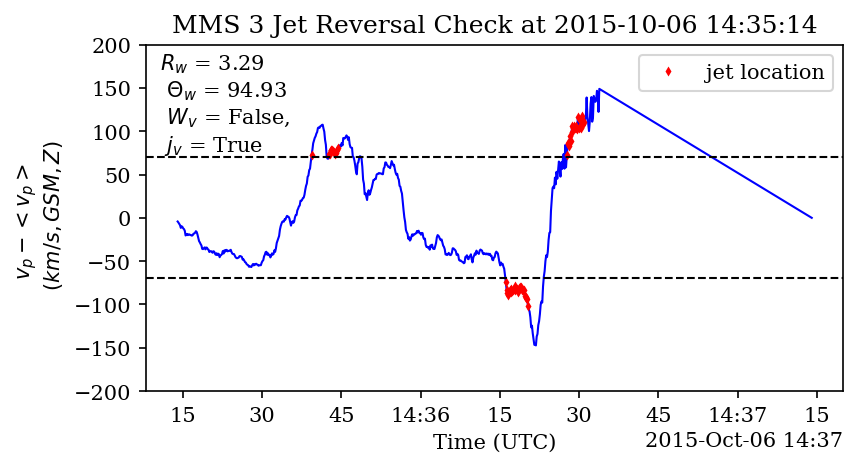 MMS 3 Jet Reversal Check at 2015-10-06 14:35:14
R_w = 3.29
Θ_w = 94.93
W_v = False,
j_v = True
jet location
v_p − < v_p >
(km/s, GSM, Z)
200
150
100
50
0
−50
−100
−150
−200
15 30 45 14:36 15 30 45 14:37 15
Time (UTC)
2015-Oct-06 14:37